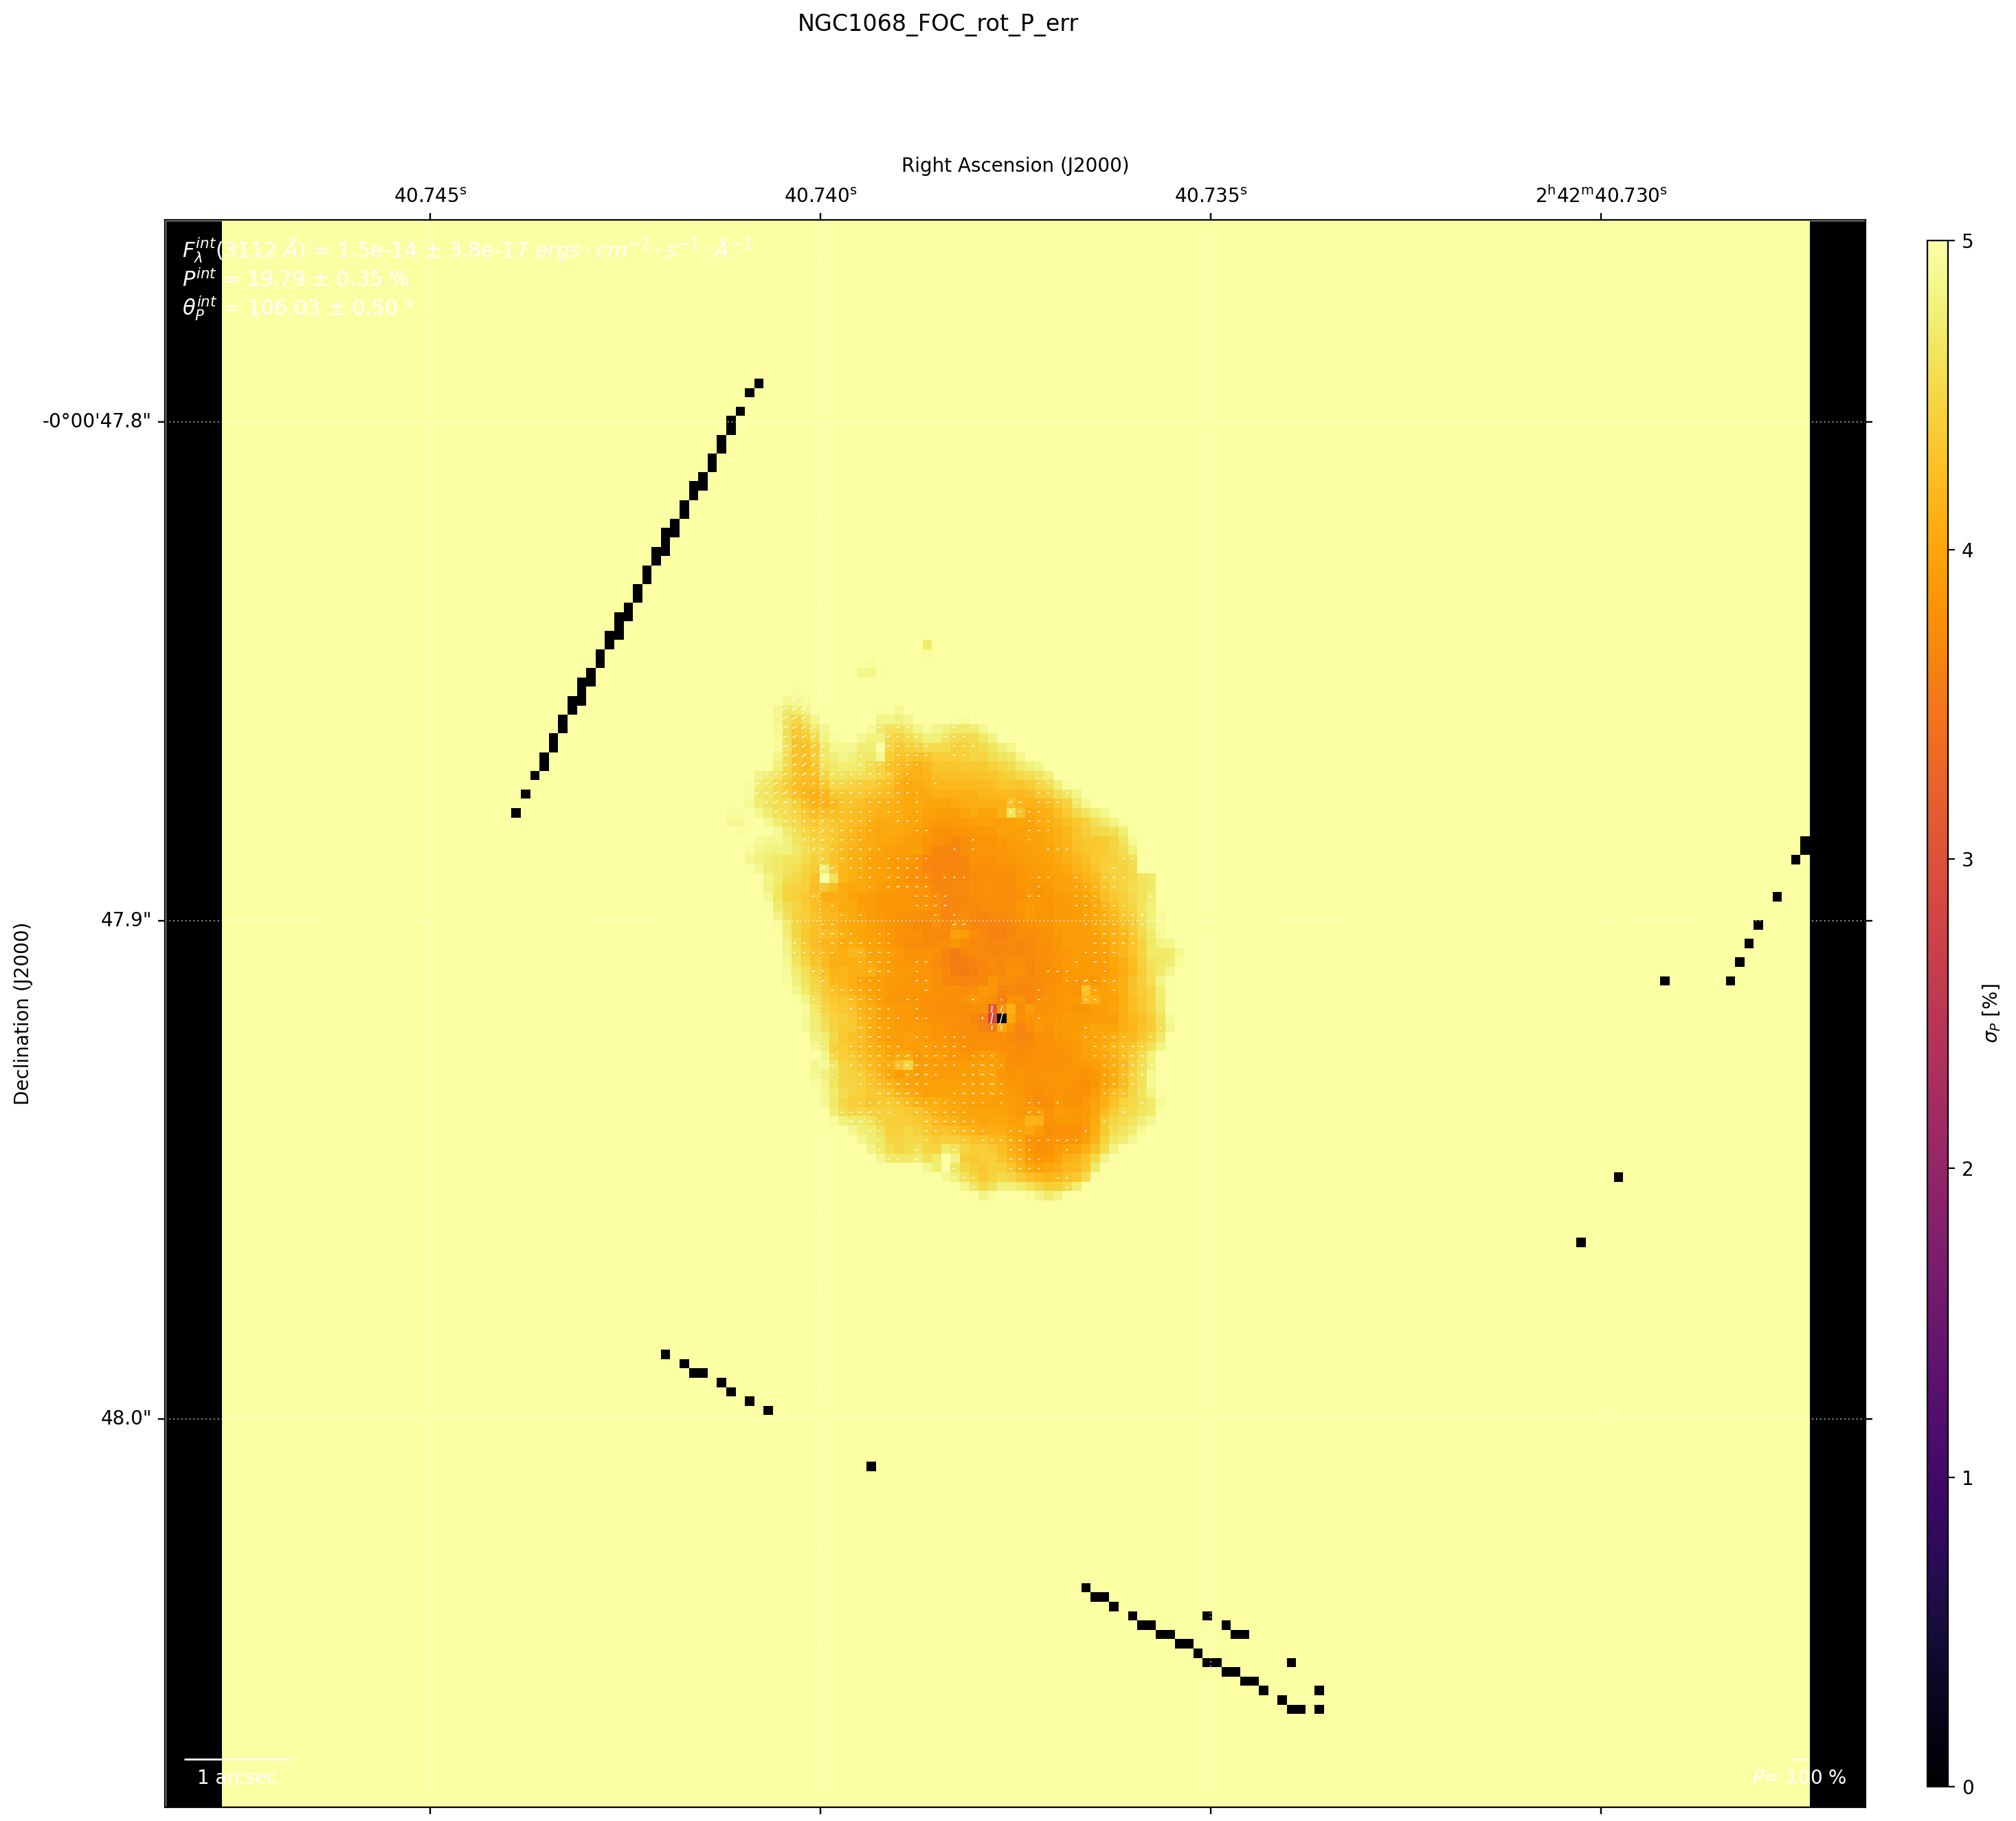 NGC1068_FOC_rot_P_err
Right Ascension (J2000)
40.745ˢ 40.740ˢ 40.735ˢ 2ʰ42ᵐ40.730ˢ
F_λ^int(3112 Å) = 1.5e-14 ± 3.8e-17 ergs·cm⁻²·s⁻¹·Å⁻¹
P^int = 19.79 ± 0.35 %
θ_P^int = 106.03 ± 0.50 °
-0°00'47.8"
47.9"
48.0"
Declination (J2000)
1 arcsec
P= 100 %
5
4
3
2
1
0
σ_P [%]